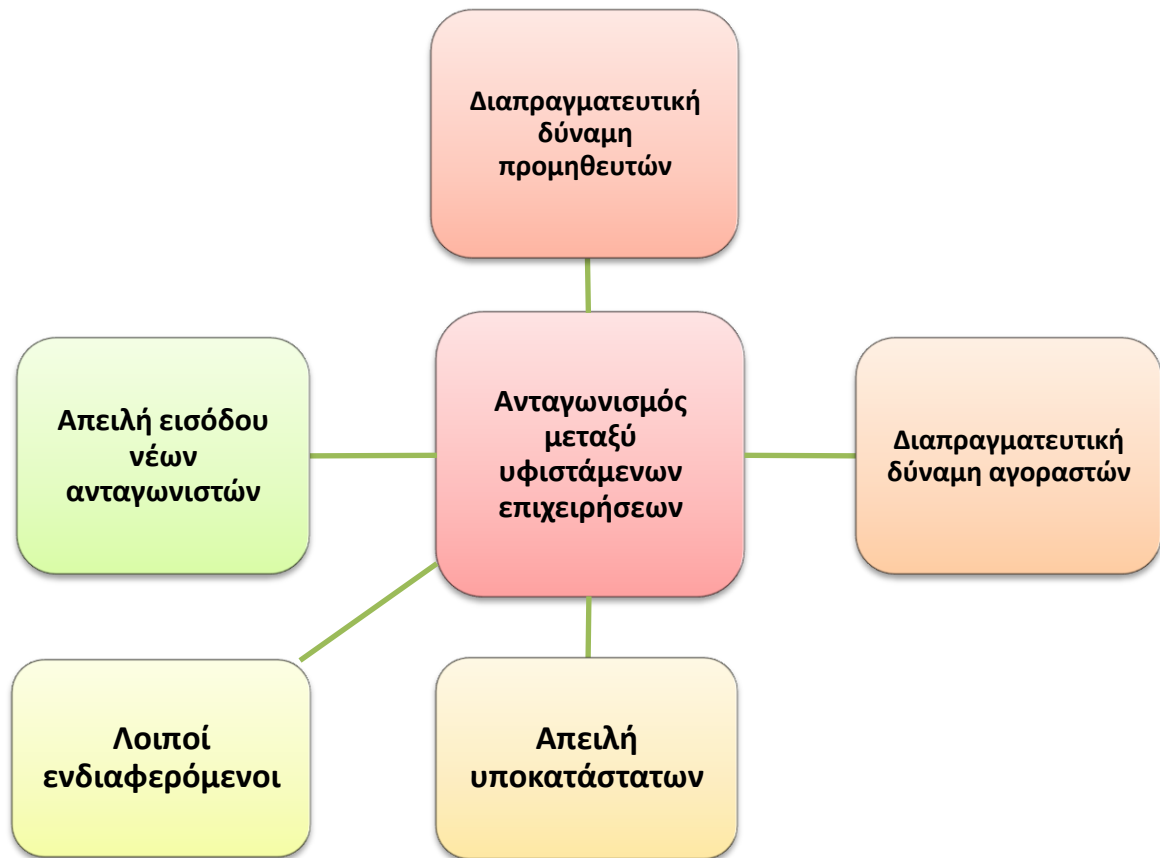 Διαπραγματευτική
δύναμη
προμηθευτών
Απειλή εισόδου
νέων
ανταγωνιστών
Ανταγωνισμός
μεταξύ
υφιστάμενων
επιχειρήσεων
Διαπραγματευτική
δύναμη αγοραστών
Λοιποί
ενδιαφερόμενοι
Απειλή
υποκατάστατων